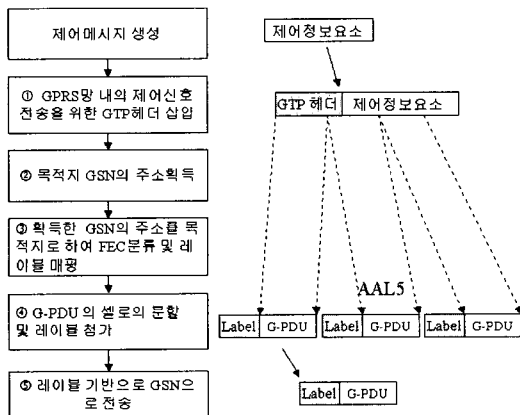 제어메시지 생성
① GPRS망 내의 제어신호
전송을 위한 GTP헤더 삽입
② 목적지 GSN의 주소획득
③ 획득한 GSN의 주소를 목
적지로 하여 FEC분류 및 레
이블 매핑
④ G-PDU의 셀로의 분할
및 레이블 첨가
⑤ 레이블 기반으로 GSN으
로 전송
제어정보요소
GTP 헤더 제어정보요소
AAL5
Label G-PDU Label G-PDU Label G-PDU
Label G-PDU